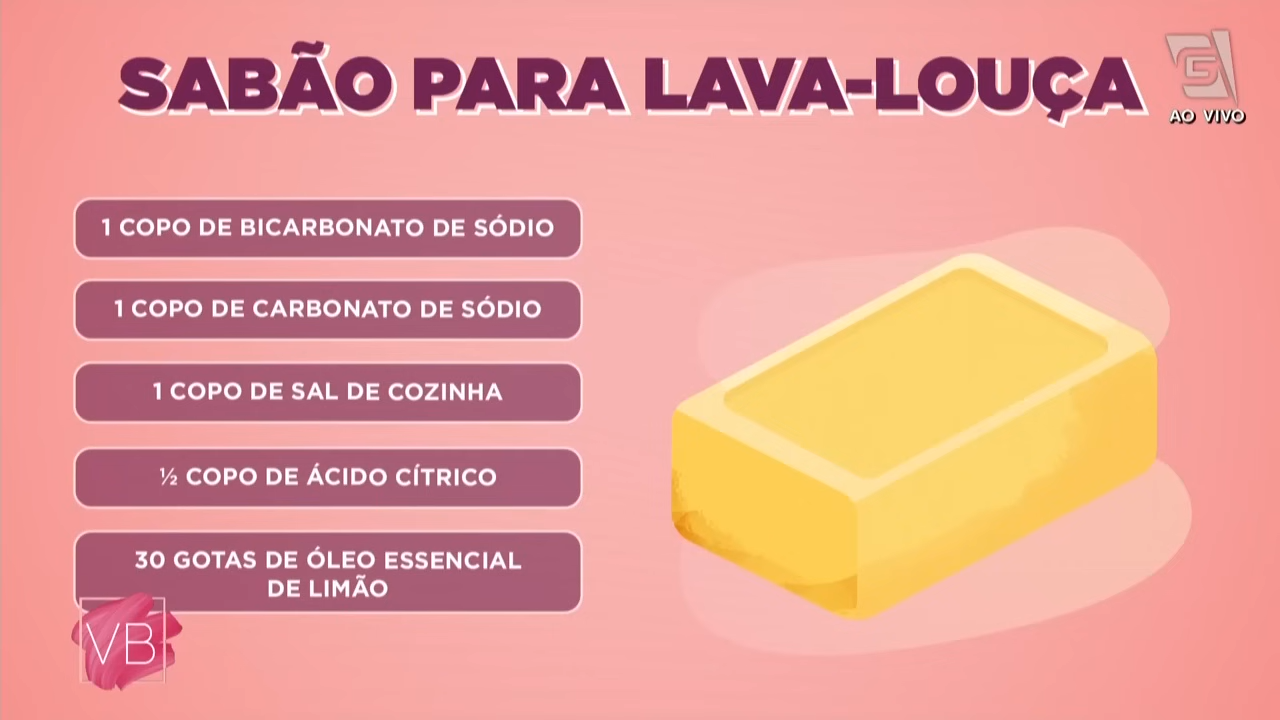 SABÃO PARA LAVA-LOUÇA
G
AO VIVO
1 COPO DE BICARBONATO DE SÓDIO
1 COPO DE CARBONATO DE SÓDIO
1 COPO DE SAL DE COZINHA
½ COPO DE ÁCIDO CÍTRICO
30 GOTAS DE ÓLEO ESSENCIAL
DE LIMÃO
VB